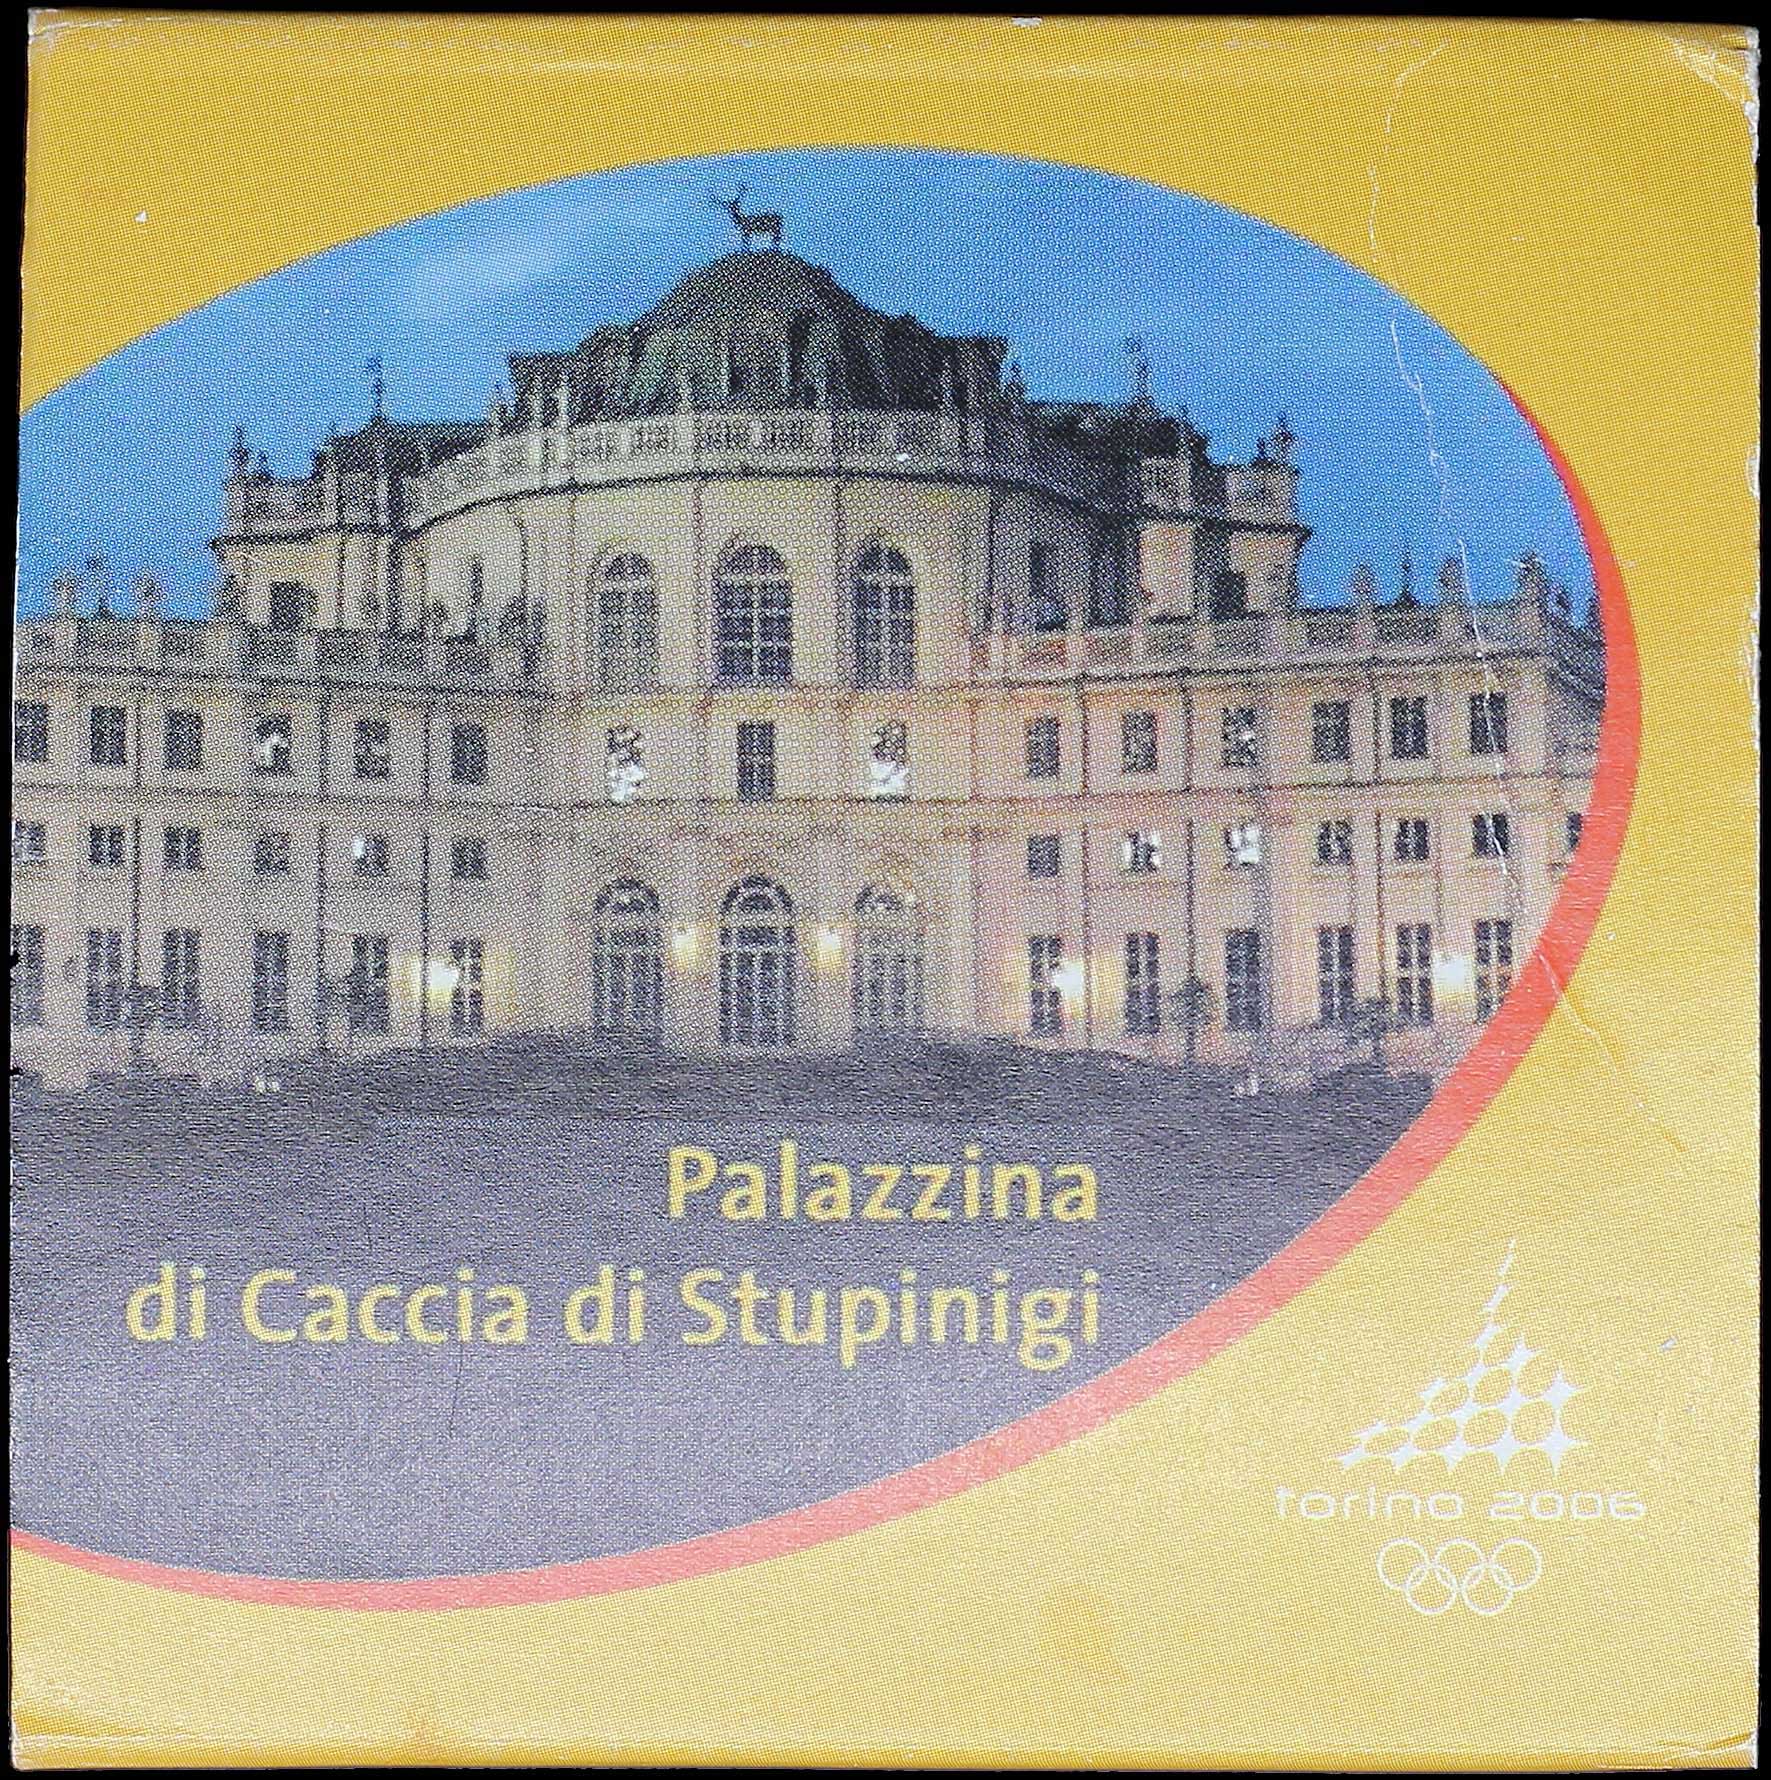 Palazzina
di Caccia di Stupinigi
torino 2006